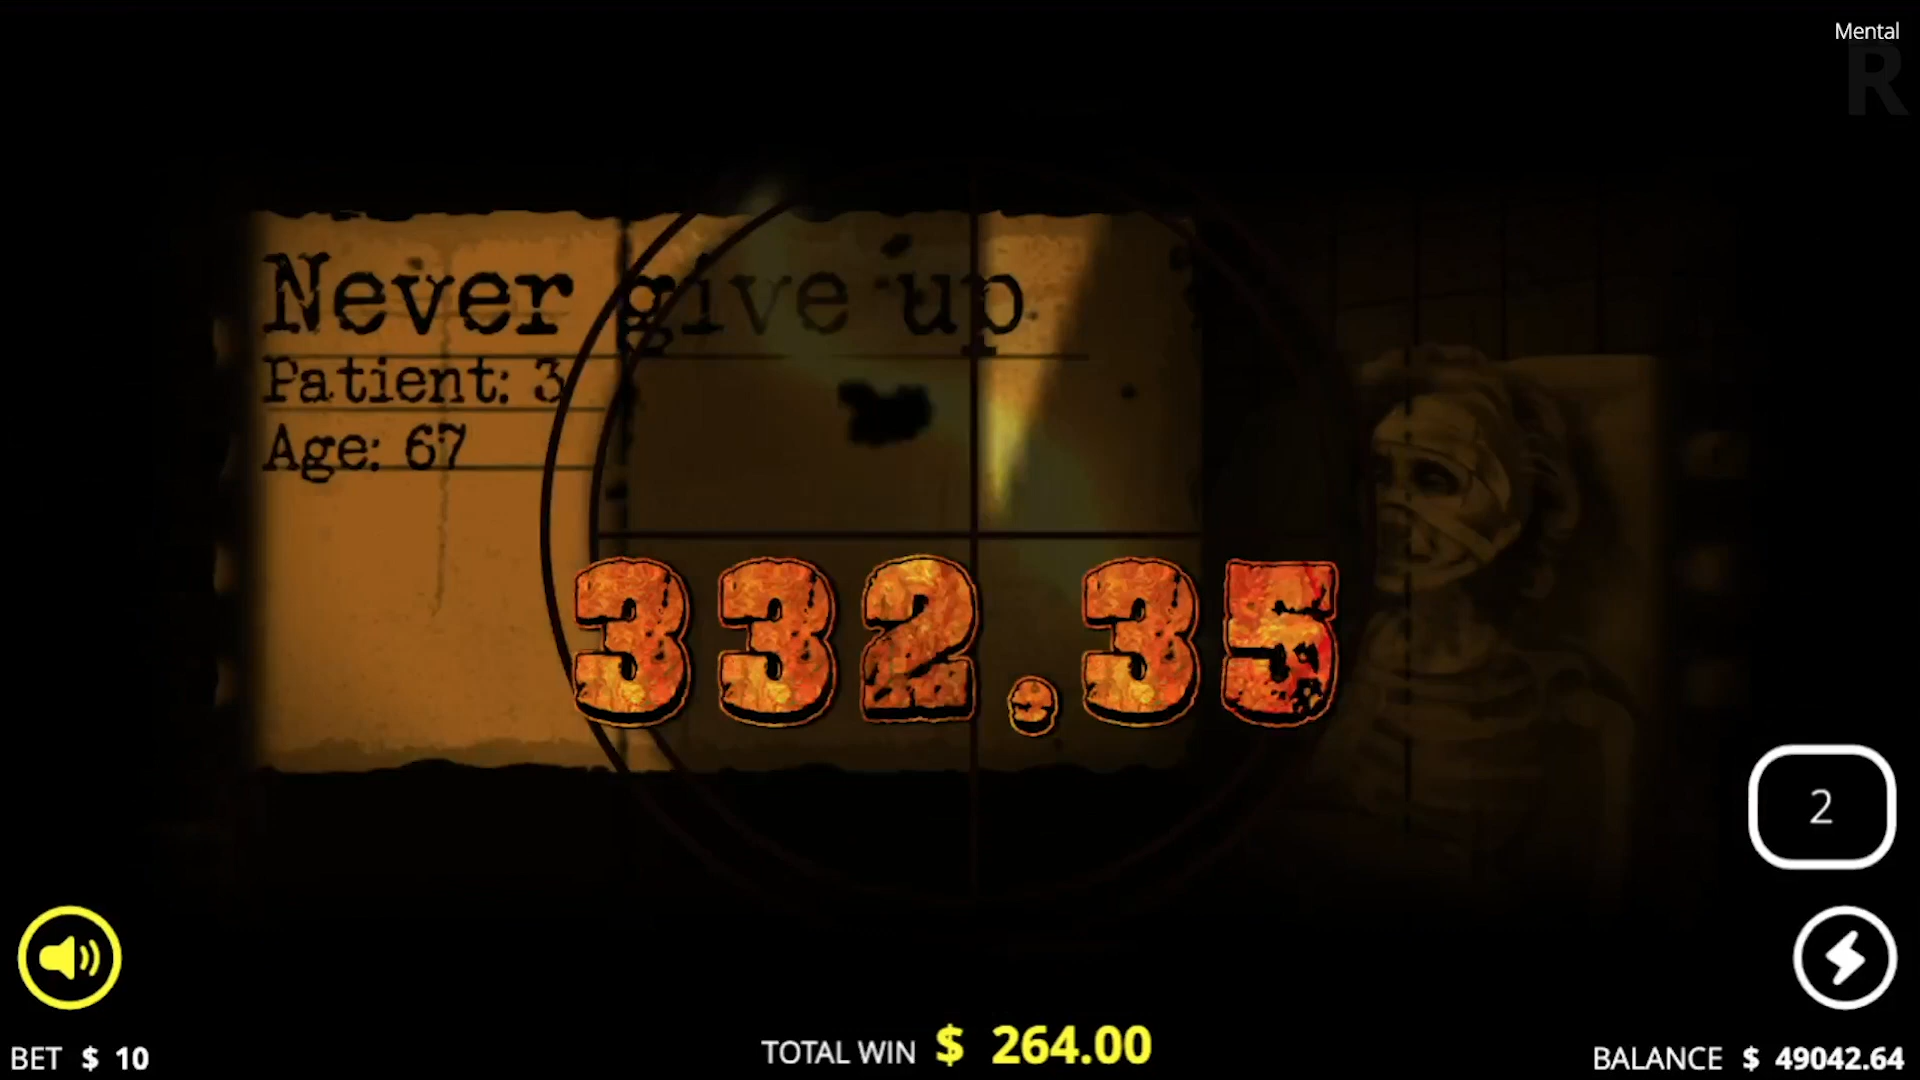 Mental
R
Never give up
Patient: 3
Age: 67
332.35
2
BET $ 10
TOTAL WIN $ 264.00
BALANCE $ 49042.64